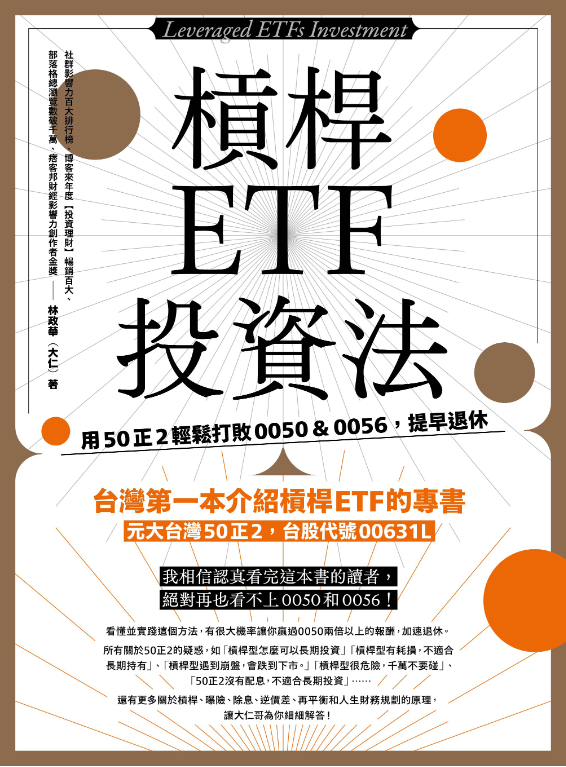 Leveraged ETFs Investment
社群影響力百大排行榜、博客來年度【投資理財】暢銷百大、
部落格總瀏覽數破千萬、痞客邦財經影響力創作者金獎——林政華（大仁）著
槓桿
ETF
投資法
用50正2輕鬆打敗0050 & 0056，提早退休
台灣第一本介紹槓桿ETF的專書
元大台灣50正2，台股代號00631L
我相信認真看完這本書的讀者，
絕對再也看不上0050和0056！
看懂並實踐這個方法，有很大機率讓你贏過0050兩倍以上的報酬，加速退休。
所有關於50正2的疑惑，如「槓桿型怎麼可以長期投資」「槓桿型有耗損，不適合
長期持有」、「槓桿型遇到崩盤，會跌到下市。」「槓桿型很危險，千萬不要碰」、
「50正2沒有配息，不適合長期投資」……
還有更多關於槓桿、曝險、除息、逆價差、再平衡和人生財務規劃的原理，
讓大仁哥為你細細解答！